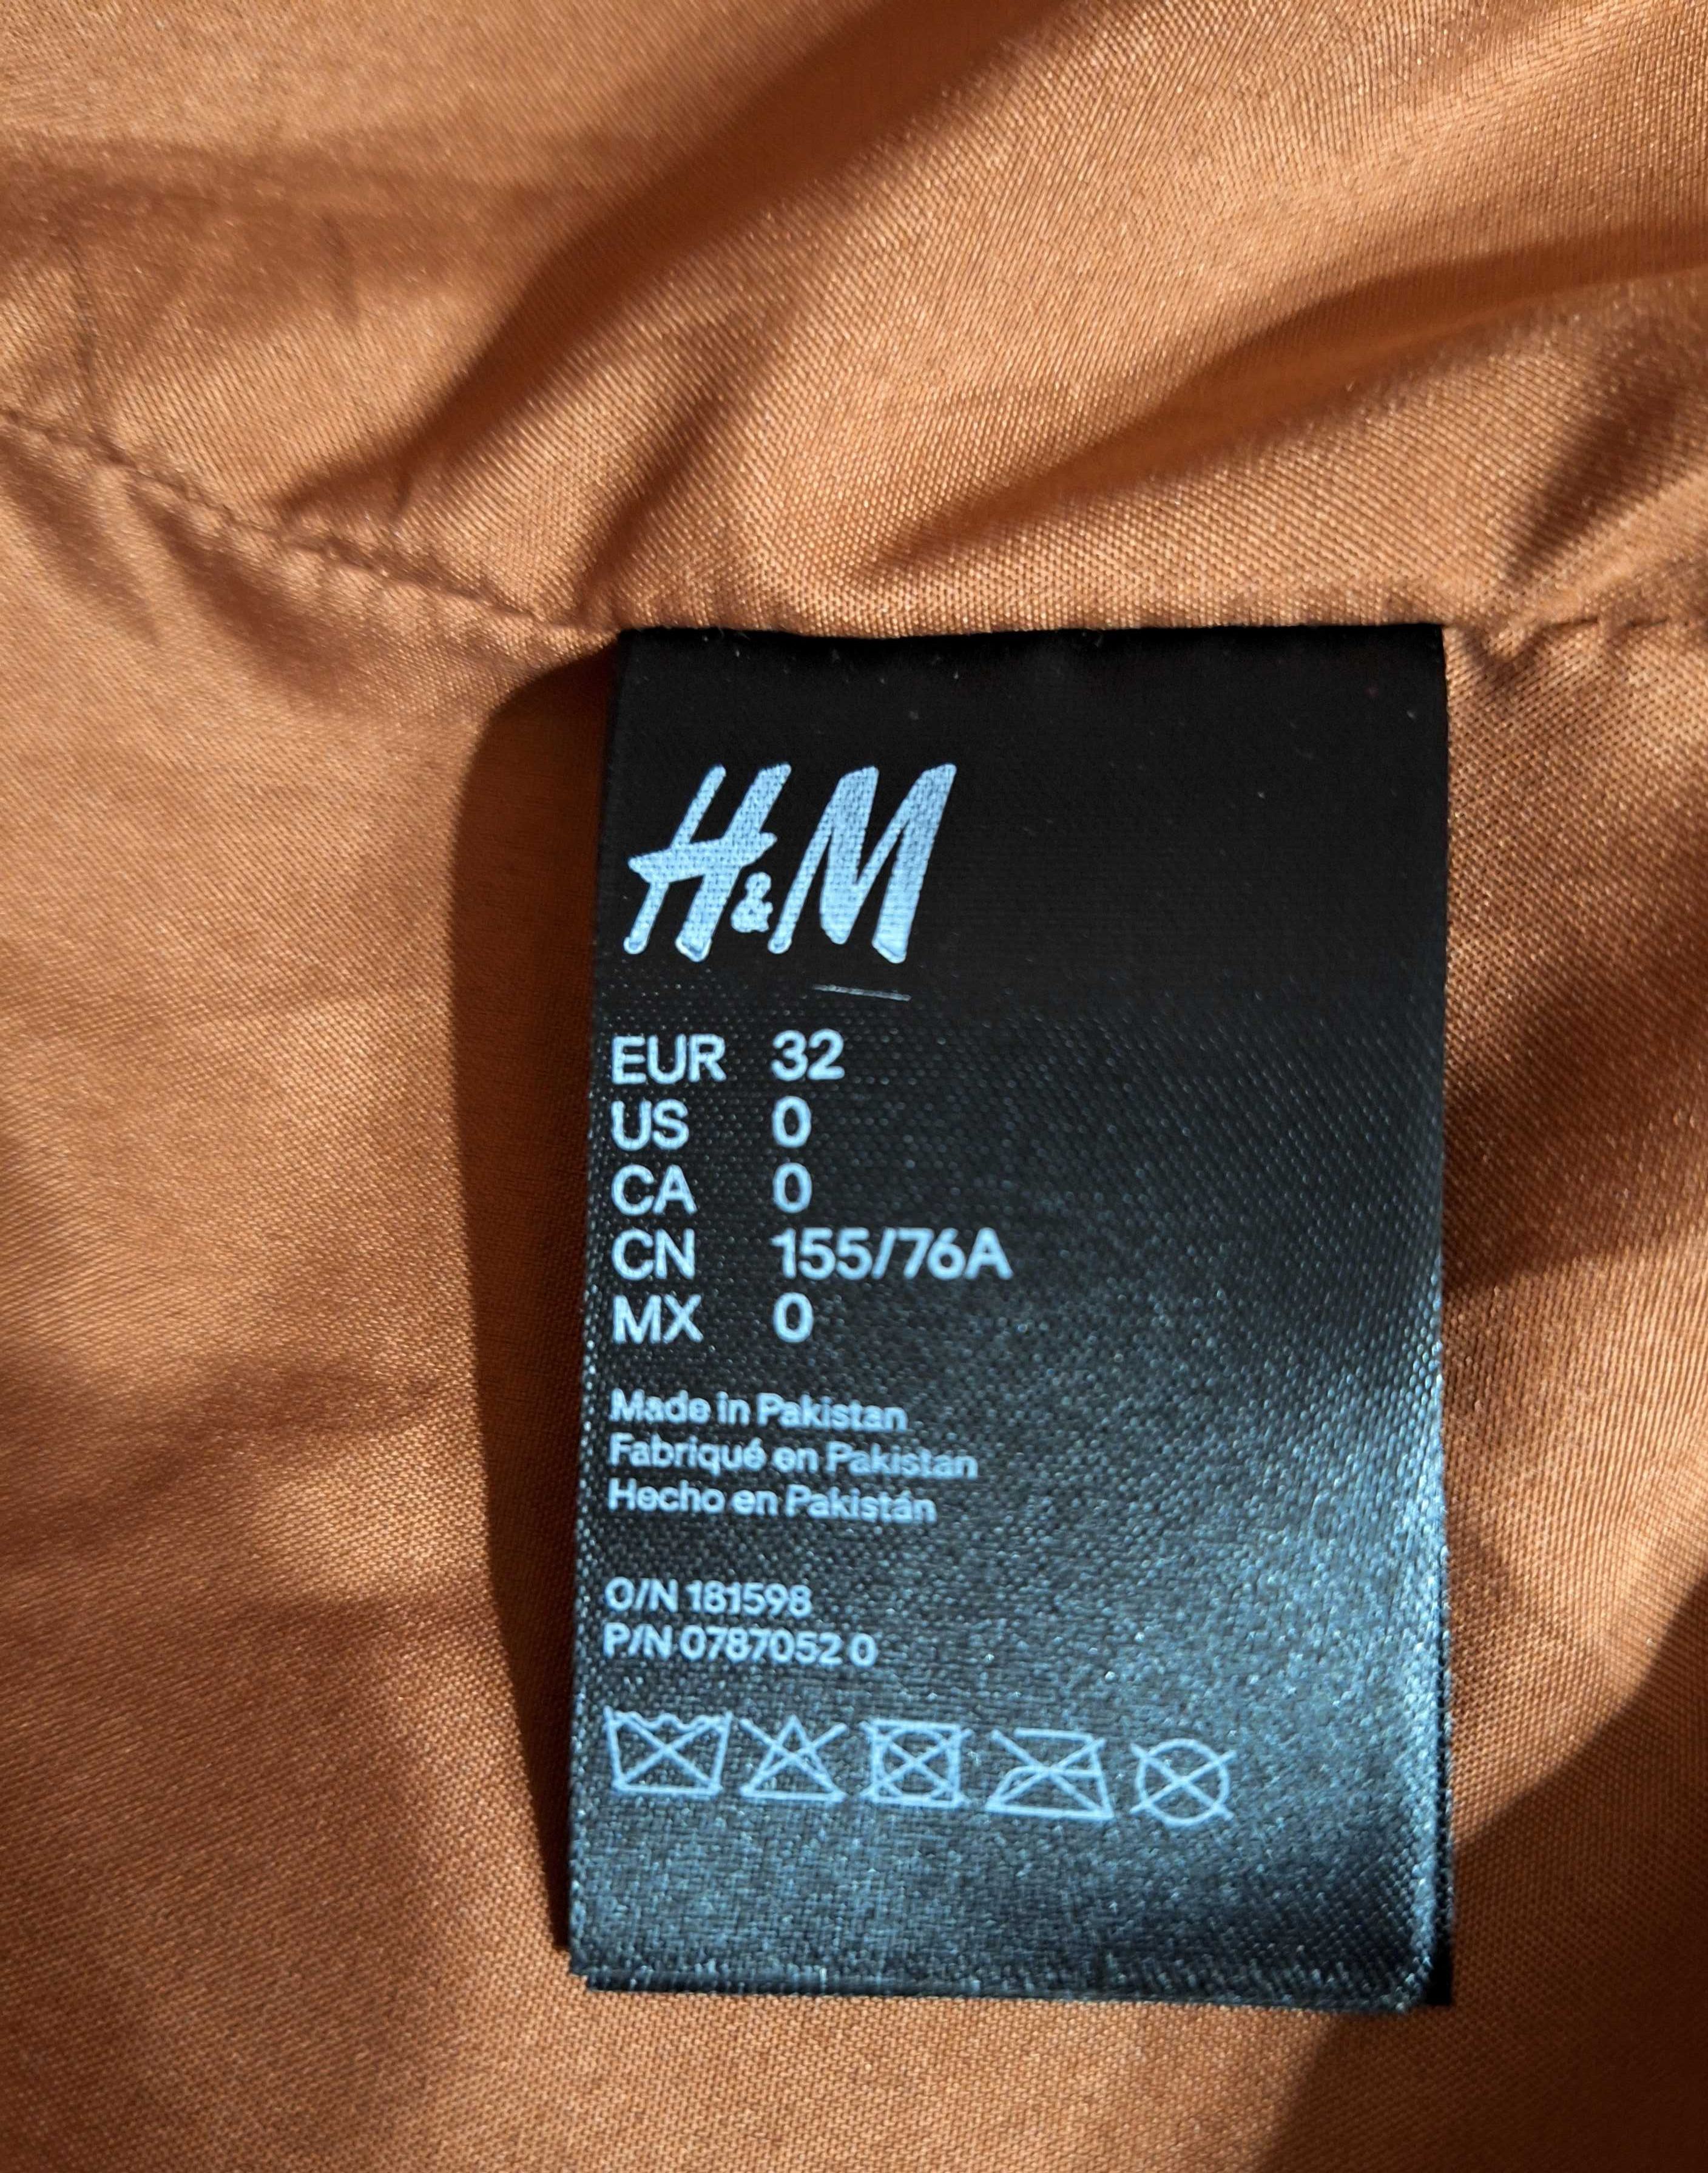 H&M
EUR 32
US 0
CA 0
CN 155/76A
MX 0
Made in Pakistan
Fabriqué en Pakistan
Hecho en Pakistán
O/N 181598
P/N 0787052 0